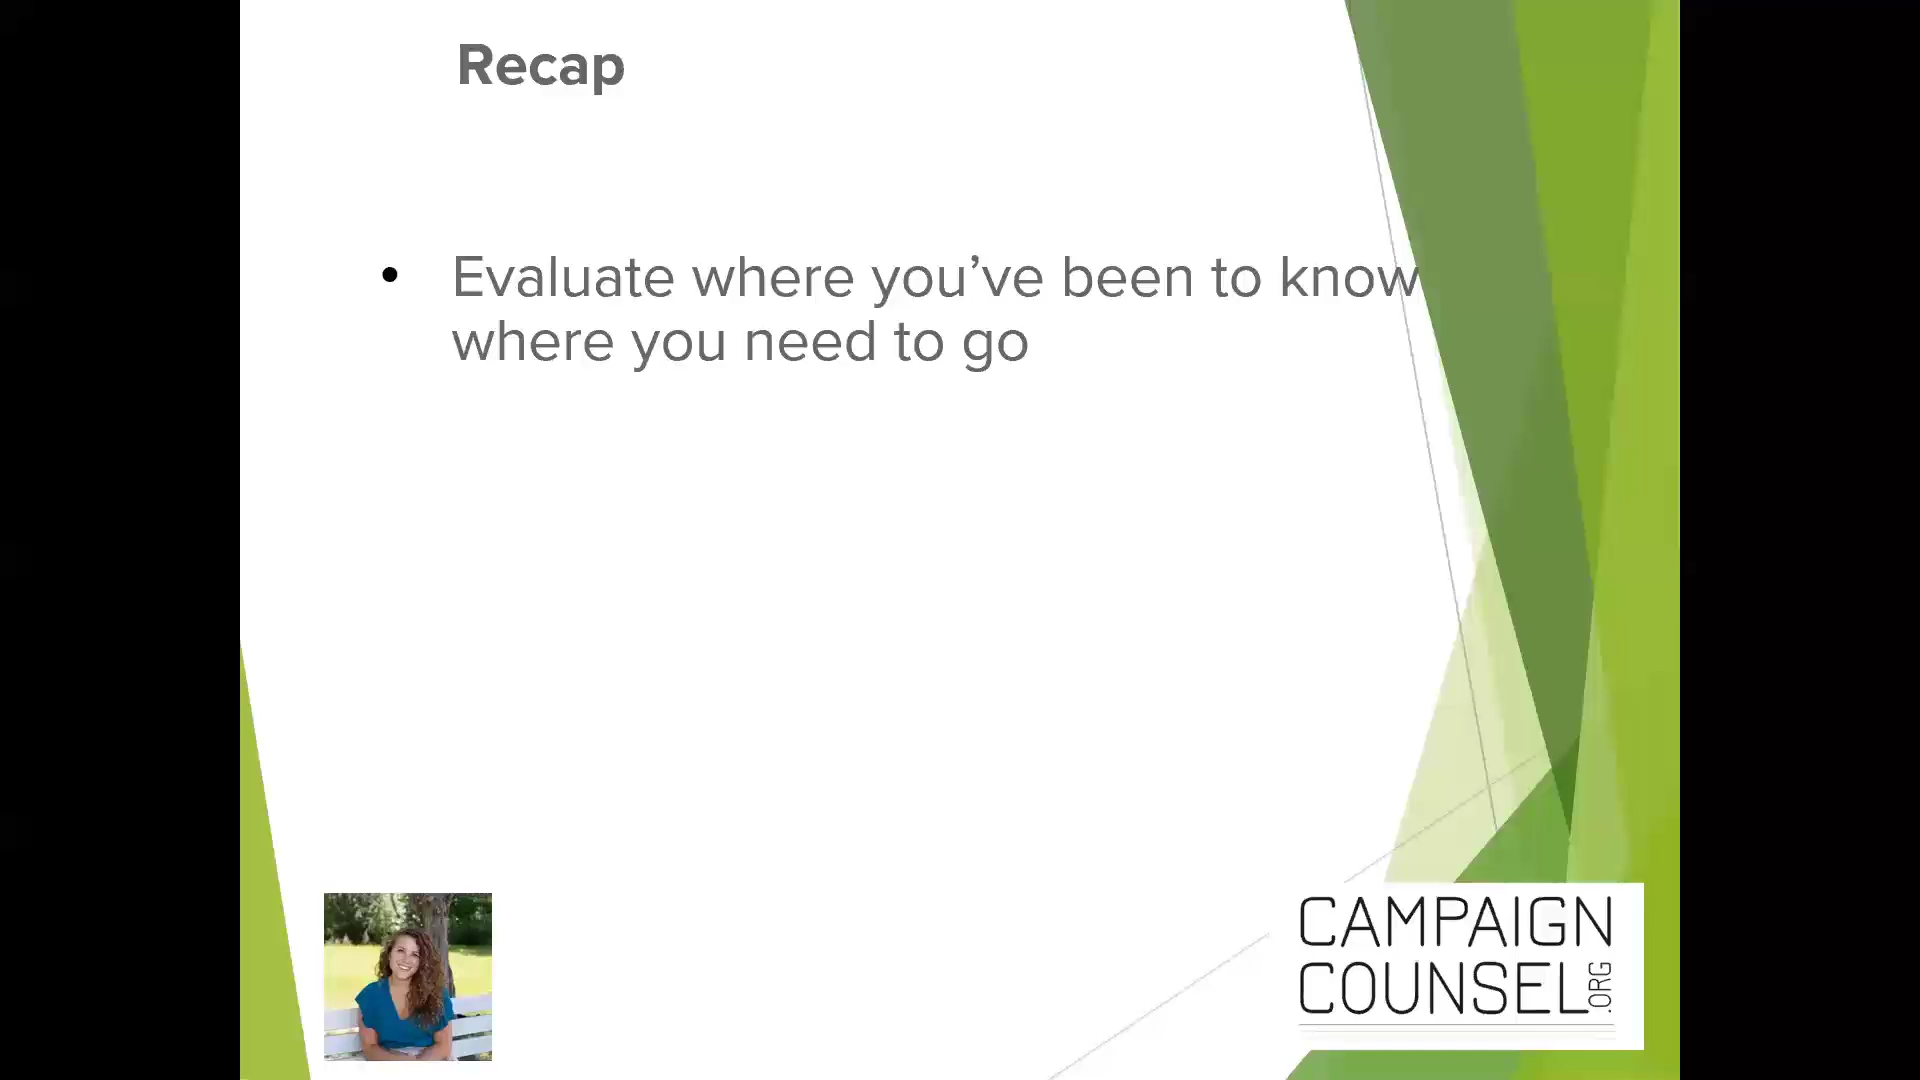 Recap
• Evaluate where you’ve been to know
where you need to go
CAMPAIGN
COUNSEL.ORG